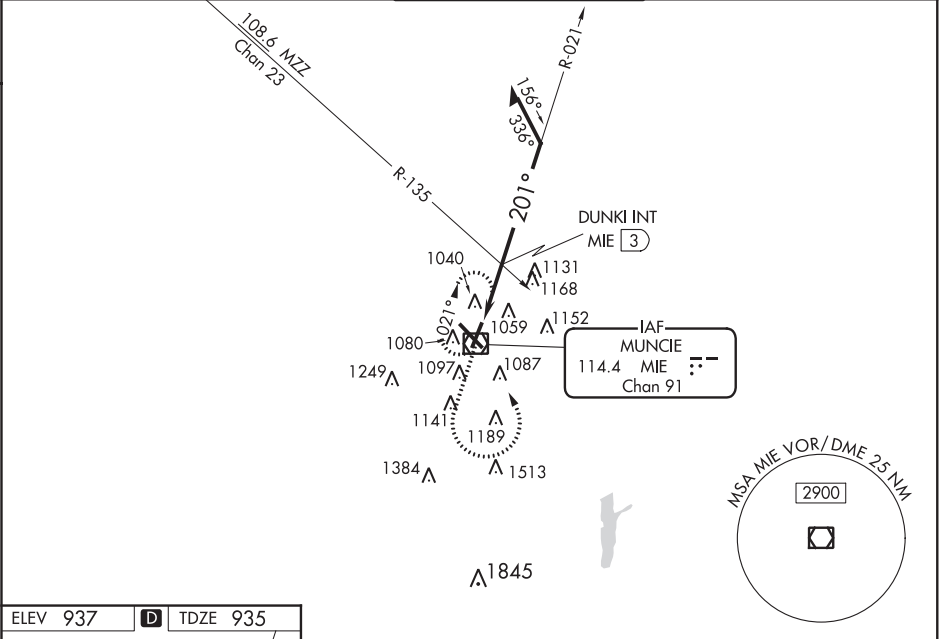 108.6 MZZ
Chan 23
R-021
156°
336°
R-135
201°
DUNKI INT
MIE 3
1040
1131
1168
021°
1059
1152
1080
IAF
MUNCIE
114.4 MIE
Chan 91
1249
1097
1087
1141
1189
1384
1513
MSA MIE VOR/DME 25 NM
2900
1845
ELEV 937 D TDZE 935